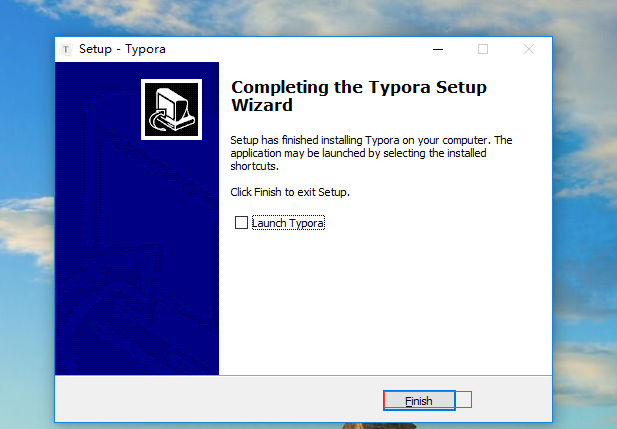 T Setup - Typora
Completing the Typora Setup
Wizard
Setup has finished installing Typora on your computer. The
application may be launched by selecting the installed
shortcuts.
Click Finish to exit Setup.
Launch Typora
Finish